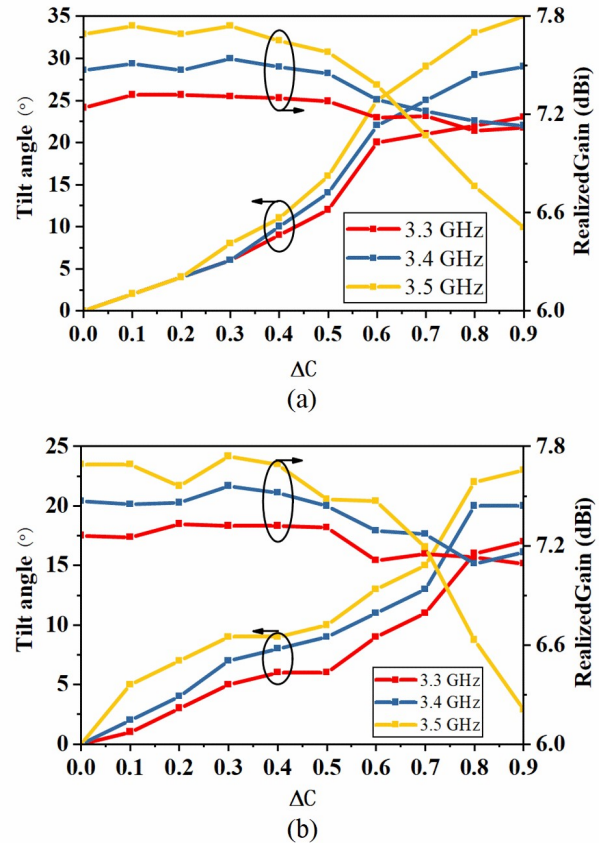 35
30
25
20
15
10
5
0
Tilt angle (°)
7.8
7.2
6.6
6.0
RealizedGain (dBi)
3.3 GHz
3.4 GHz
3.5 GHz
0.0 0.1 0.2 0.3 0.4 0.5 0.6 0.7 0.8 0.9
ΔC
(a)
25
20
15
10
5
0
Tilt angle (°)
7.8
7.2
6.6
6.0
RealizedGain (dBi)
3.3 GHz
3.4 GHz
3.5 GHz
0.0 0.1 0.2 0.3 0.4 0.5 0.6 0.7 0.8 0.9
ΔC
(b)